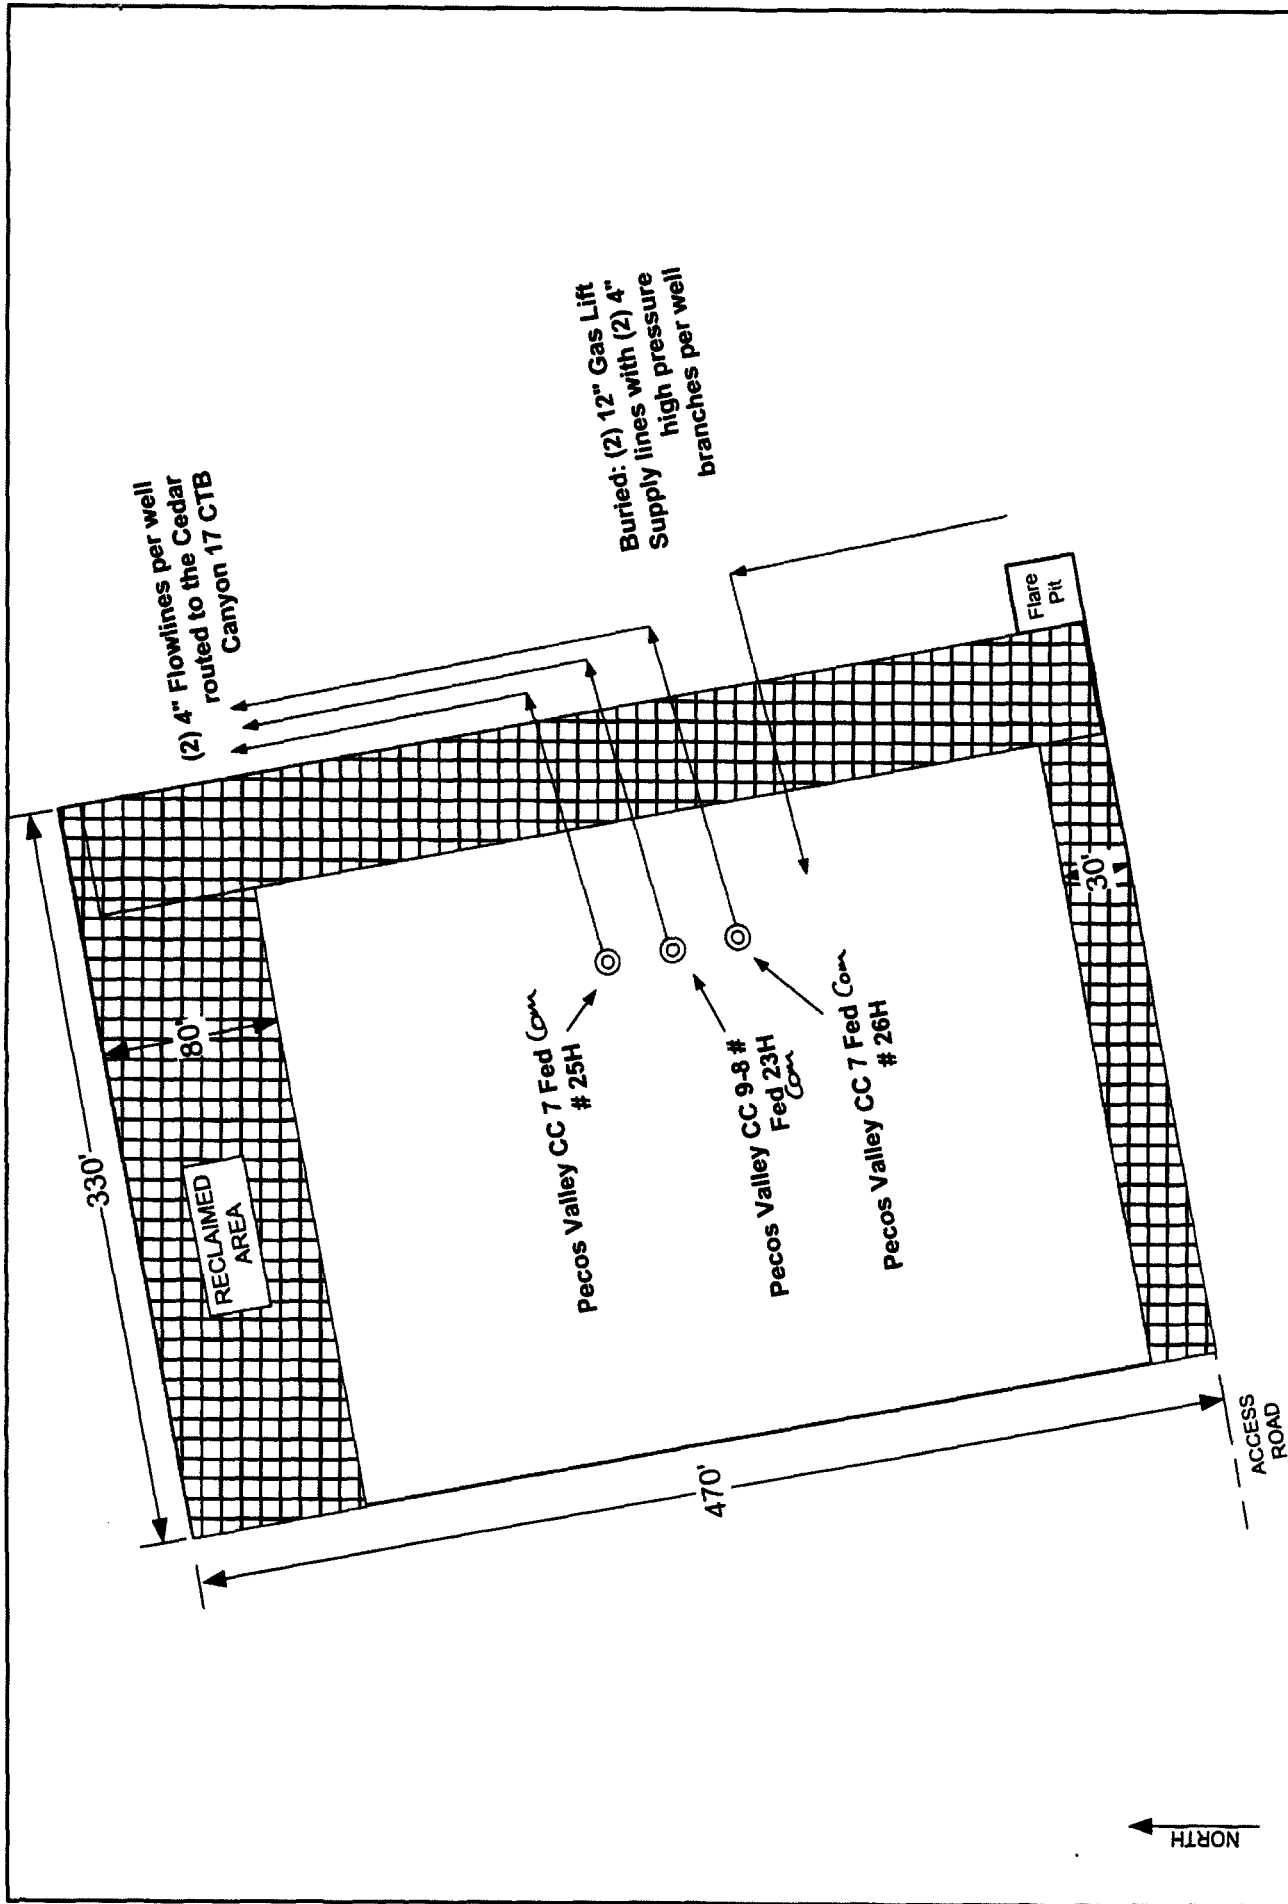 (2) 4" Flowlines per well
routed to the Cedar
Canyon 17 CTB
330'
80'
RECLAIMED
AREA
Buried: (2) 12" Gas Lift
Supply lines with (2) 4"
high pressure
branches per well
Pecos Valley CC 7 Fed Com
# 25H
Pecos Valley CC 9-8 #
Fed 23H
Com
Pecos Valley CC 7 Fed Com
# 26H
Flare
Pit
30'
470'
ACCESS
ROAD
NORTH